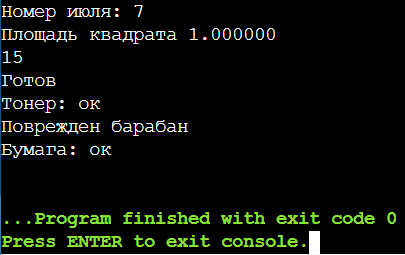 Номер июля: 7
Площадь квадрата 1.000000
15
Готов
Тонер: ок
Поврежден барабан
Бумага: ок
...Program finished with exit code 0
Press ENTER to exit console.